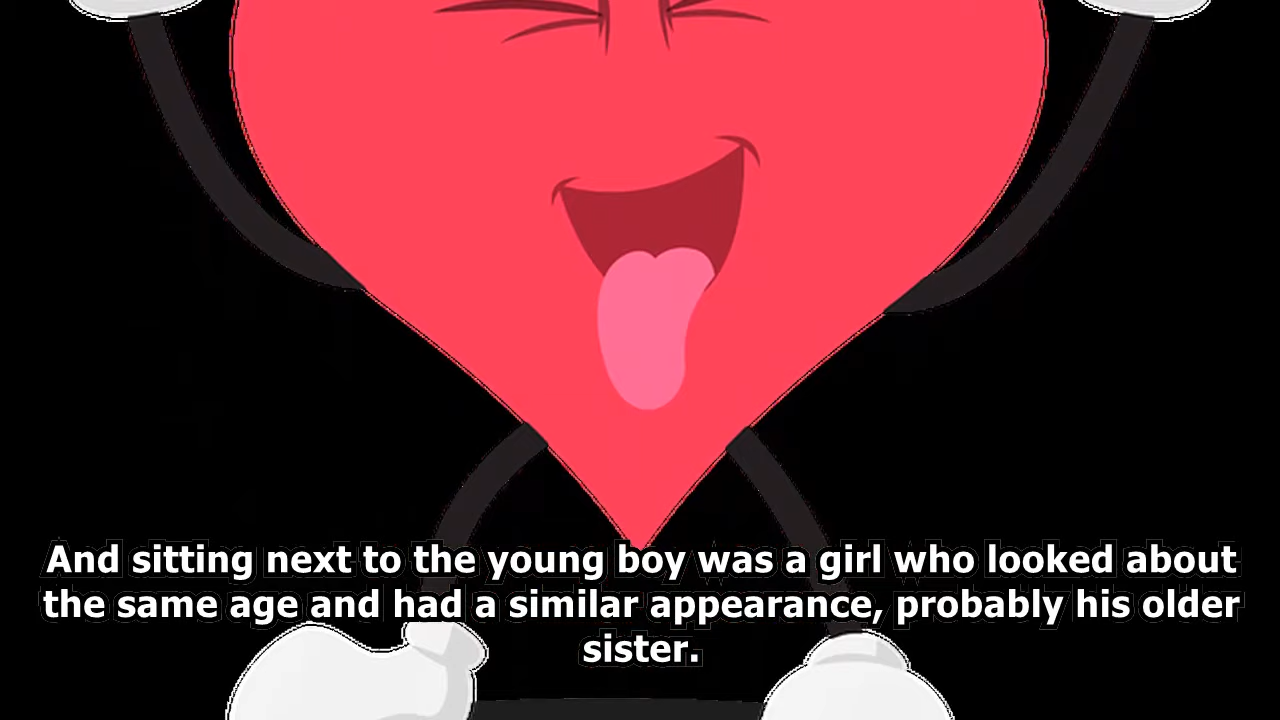 And sitting next to the young boy was a girl who looked about
the same age and had a similar appearance, probably his older
sister.